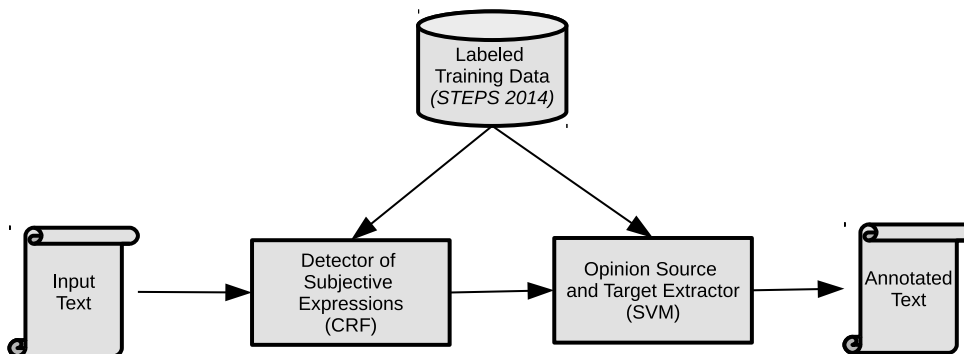 Labeled
Training Data
(STEPS 2014)
Input
Text
Detector of
Subjective
Expressions
(CRF)
Opinion Source
and Target Extractor
(SVM)
Annotated
Text